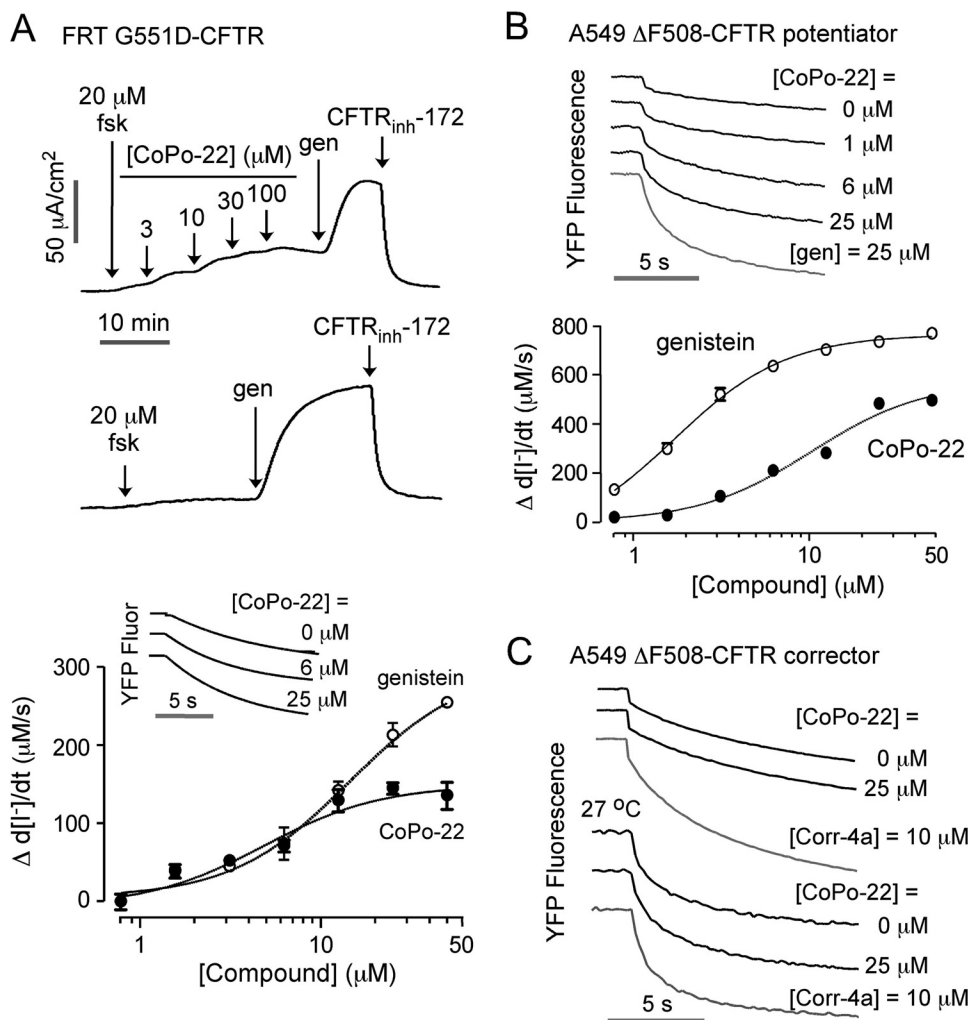 A
FRT G551D-CFTR
20 μM
fsk
[CoPo-22] (μM)
3
10
30
100
gen
CFTRinh-172
50 μA/cm2
10 min
20 μM
fsk
gen
CFTRinh-172
YFP Fluor
[CoPo-22] =
0 μM
6 μM
25 μM
5 s
Δ d[I-]/dt (μM/s)
300
200
100
0
genistein
CoPo-22
1
10
50
[Compound] (μM)
B
A549 ΔF508-CFTR potentiator
YFP Fluorescence
[CoPo-22] =
0 μM
1 μM
6 μM
25 μM
[gen] = 25 μM
5 s
Δ d[I-]/dt (μM/s)
800
600
400
200
0
genistein
CoPo-22
1
10
50
[Compound] (μM)
C
A549 ΔF508-CFTR corrector
YFP Fluorescence
[CoPo-22] =
0 μM
25 μM
[Corr-4a] = 10 μM
27 oC
[CoPo-22] =
0 μM
25 μM
[Corr-4a] = 10 μM
5 s